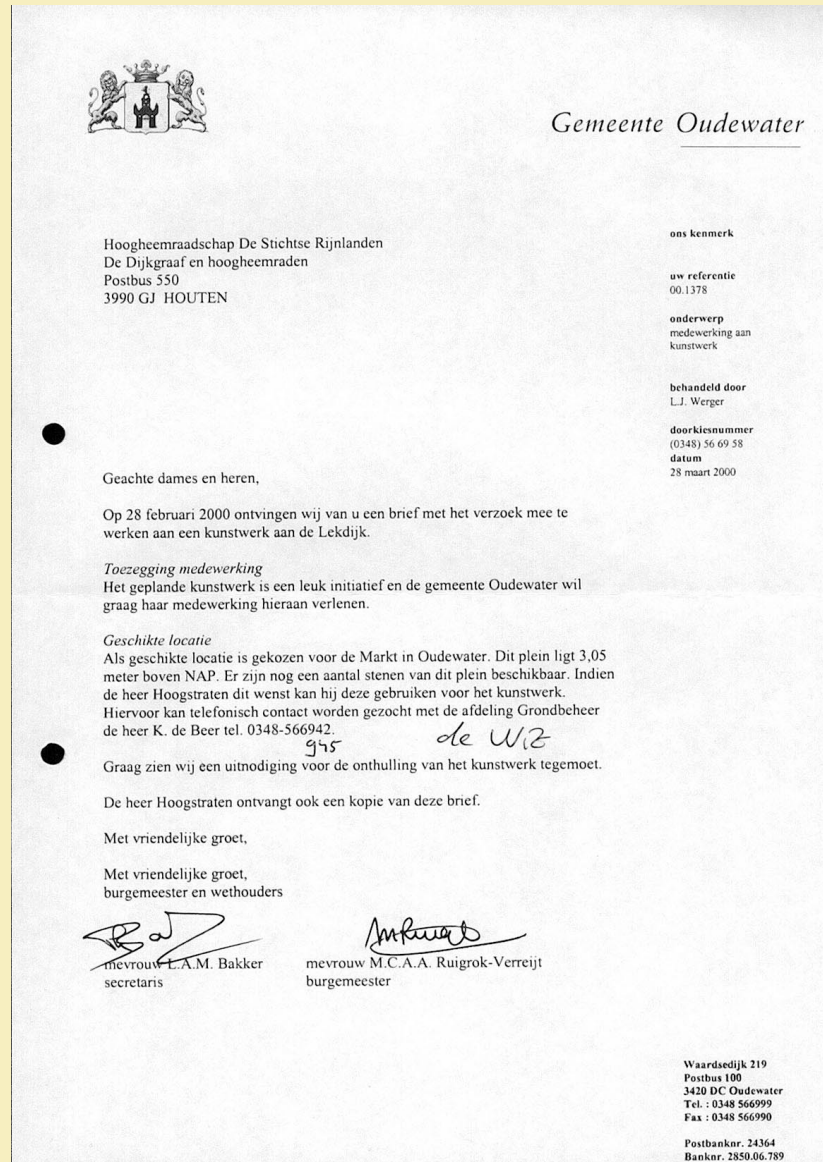 Gemeente Oudewater
Hoogheemraadschap De Stichtse Rijnlanden
De Dijkgraaf en hoogheemraden
Postbus 550
3990 GJ HOUTEN
ons kenmerk
uw referentie
00.1378
onderwerp
medewerking aan
kunstwerk
behandeld door
L.J. Werger
doorkiesnummer
(0348) 56 69 58
datum
28 maart 2000
Geachte dames en heren,
Op 28 februari 2000 ontvingen wij van u een brief met het verzoek mee te
werken aan een kunstwerk aan de Lekdijk.
Toezegging medewerking
Het geplande kunstwerk is een leuk initiatief en de gemeente Oudewater wil
graag haar medewerking hieraan verlenen.
Geschikte locatie
Als geschikte locatie is gekozen voor de Markt in Oudewater. Dit plein ligt 3,05
meter boven NAP. Er zijn nog een aantal stenen van dit plein beschikbaar. Indien
de heer Hoogstraten dit wenst kan hij deze gebruiken voor het kunstwerk.
Hiervoor kan telefonisch contact worden gezocht met de afdeling Grondbeheer
de heer K. de Beer tel. 0348-566942.
945 de Wiz
Graag zien wij een uitnodiging voor de onthulling van het kunstwerk tegemoet.
De heer Hoogstraten ontvangt ook een kopie van deze brief.
Met vriendelijke groet,
Met vriendelijke groet,
burgemeester en wethouders
mevrouw L.A.M. Bakker mevrouw M.C.A.A. Ruigrok-Verreijt
secretaris burgemeester
Waardsedijk 219
Postbus 100
3420 DC Oudewater
Tel. : 0348 566999
Fax : 0348 566990
Postbanknr. 24364
Banknr. 2850.06.789